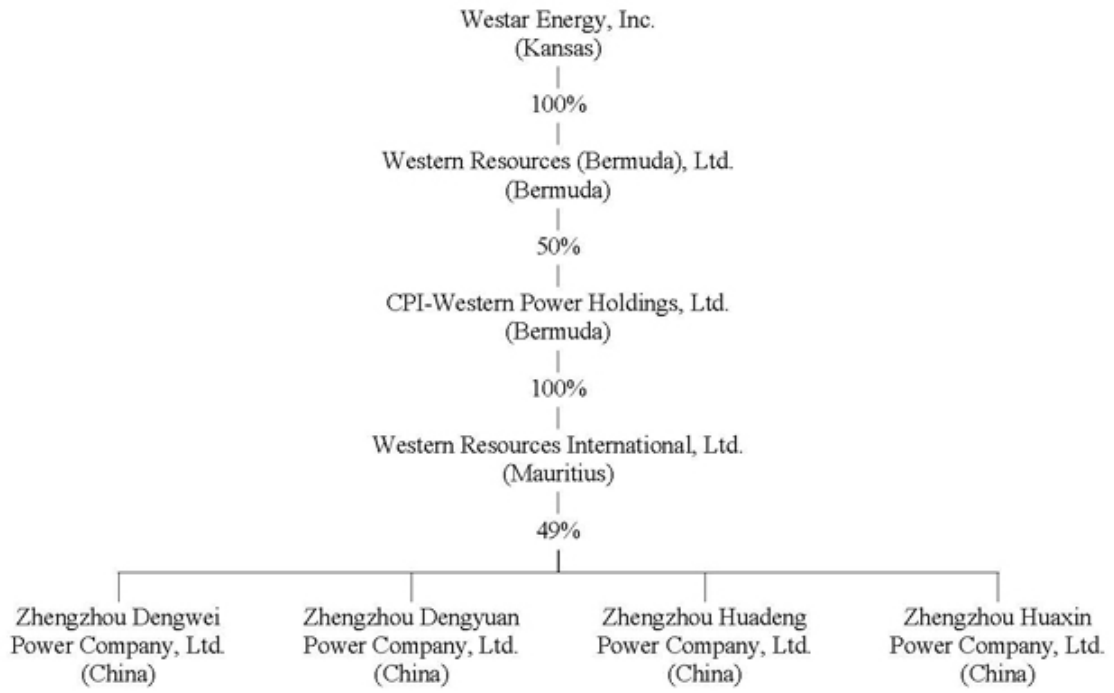 Westar Energy, Inc.
(Kansas)
100%
Western Resources (Bermuda), Ltd.
(Bermuda)
50%
CPI-Western Power Holdings, Ltd.
(Bermuda)
100%
Western Resources International, Ltd.
(Mauritius)
49%
Zhengzhou Dengwei
Power Company, Ltd.
(China)
Zhengzhou Dengyuan
Power Company, Ltd.
(China)
Zhengzhou Huadeng
Power Company, Ltd.
(China)
Zhengzhou Huaxin
Power Company, Ltd.
(China)